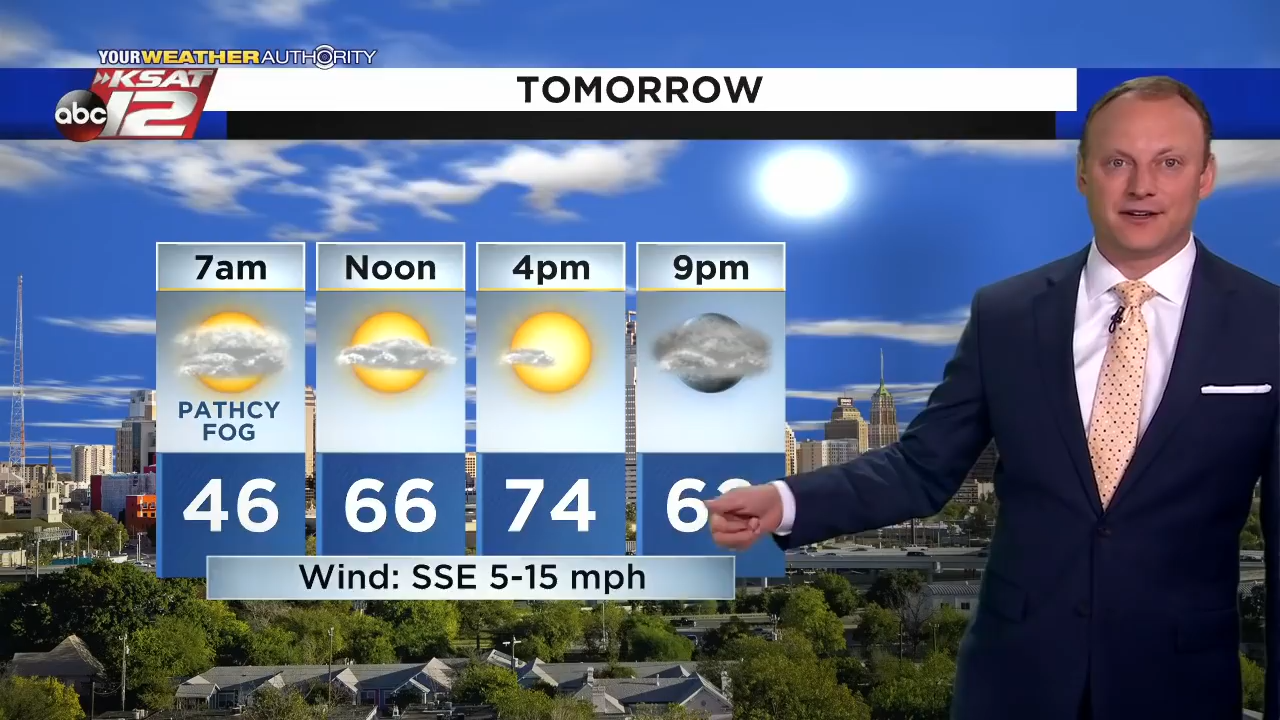 YOUR WEATHER AUTHORITY
KSAT
abc 12
TOMORROW
7am Noon 4pm 9pm
PATHCY
FOG
46 66 74
Wind: SSE 5-15 mph